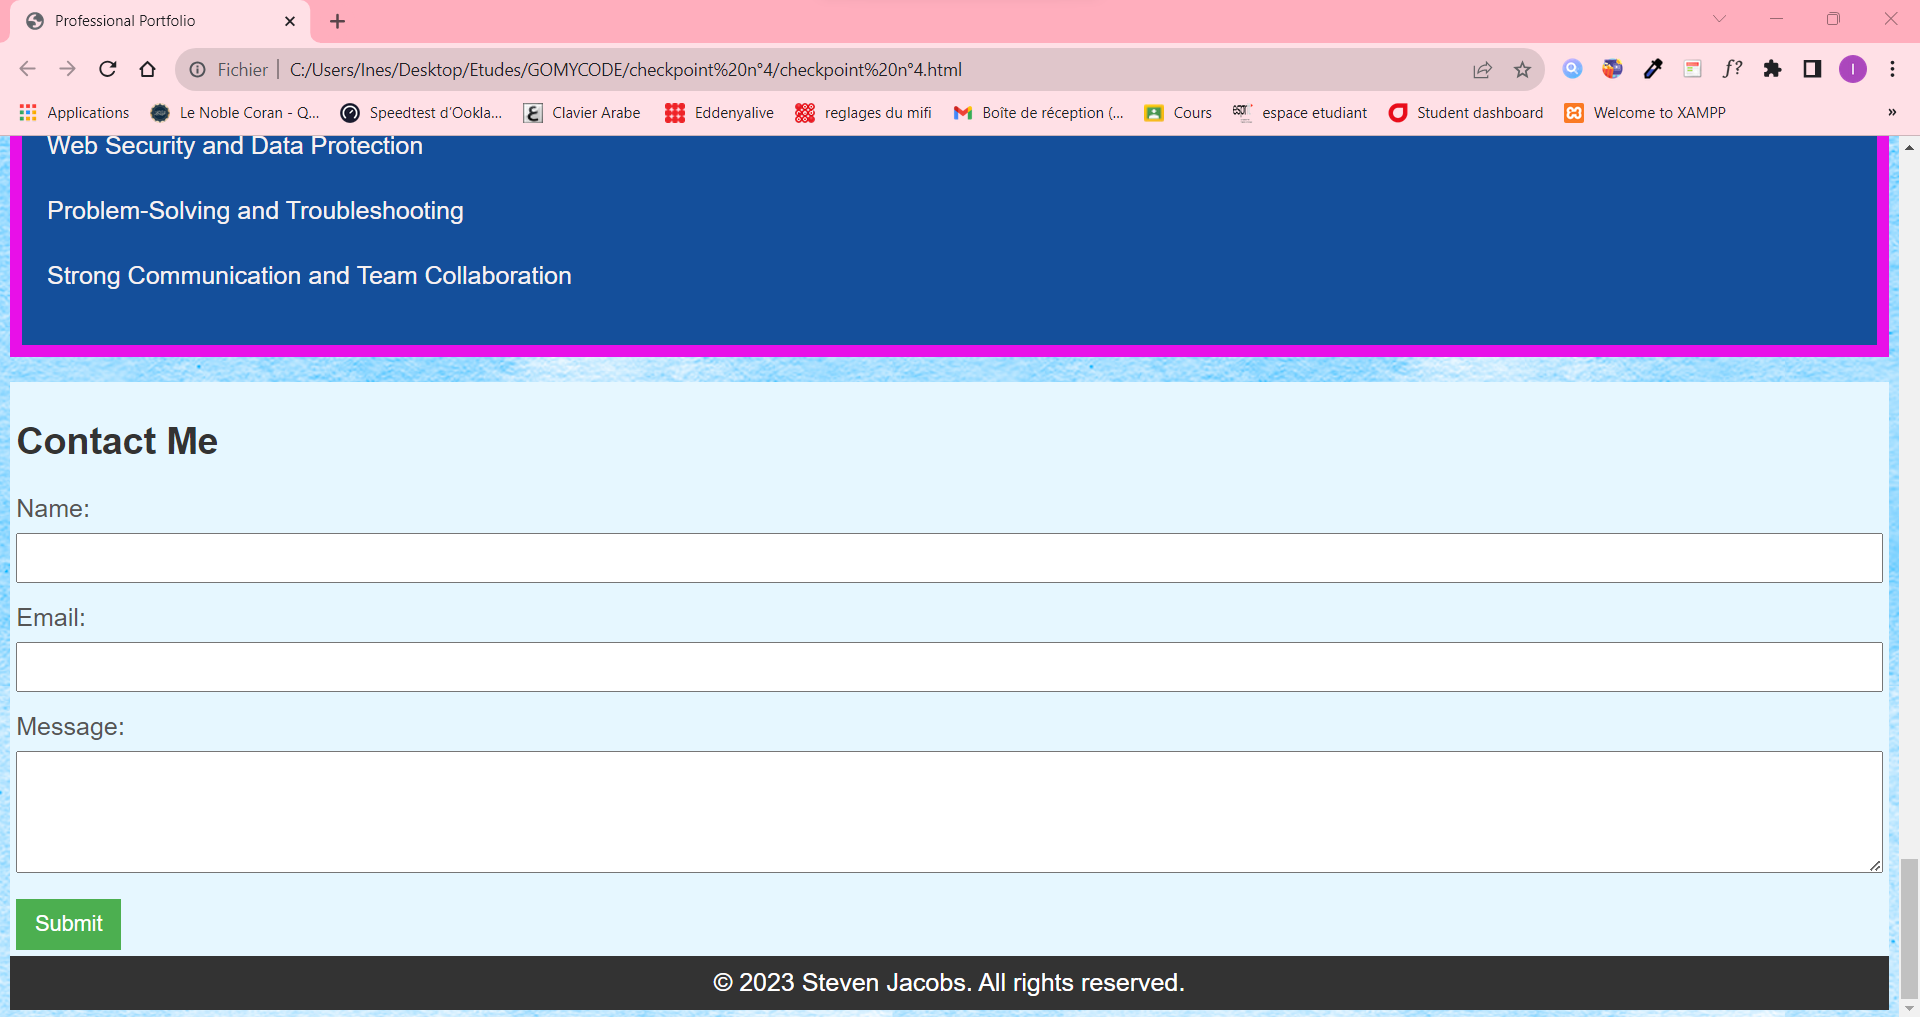 Professional Portfolio
Fichier C:/Users/Ines/Desktop/Etudes/GOMYCODE/checkpoint%20n°4/checkpoint%20n°4.html
f?
I
Applications
Le Noble Coran - Q...
Speedtest d'Ookla...
Clavier Arabe
Eddenyalive
reglages du mifi
Boîte de réception (...
Cours
espace etudiant
Student dashboard
Welcome to XAMPP
»
Web Security and Data Protection
Problem-Solving and Troubleshooting
Strong Communication and Team Collaboration
Contact Me
Name:
Email:
Message:
Submit
© 2023 Steven Jacobs. All rights reserved.